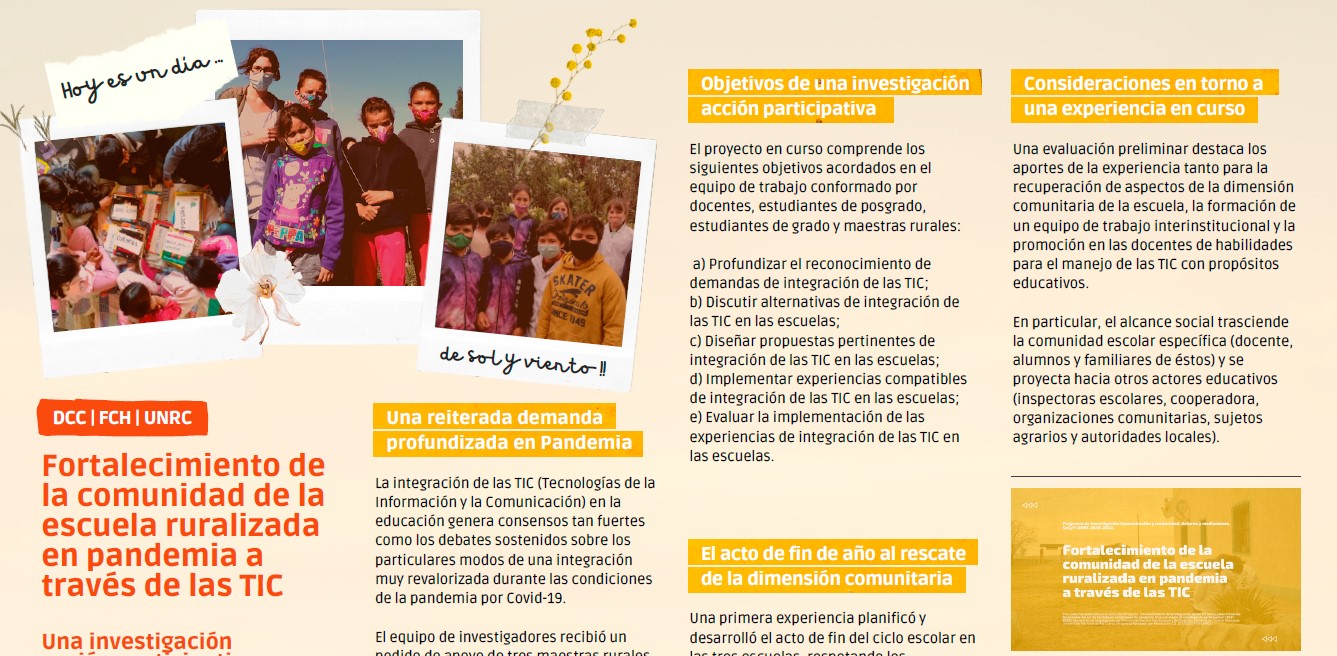 Hoy es un día ...
de sol y viento !!
SKATER
DCC | FCH | UNRC
Fortalecimiento de
la comunidad de la
escuela ruralizada
en pandemia a
través de las TIC
Una investigación
Una reiterada demanda
profundizada en Pandemia
La integración de las TIC (Tecnologías de la
Información y la Comunicación) en la
educación genera consensos tan fuertes
como los debates sostenidos sobre los
particulares modos de una integración
muy revalorizada durante las condiciones
de la pandemia por Covid-19.
El equipo de investigadores recibió un
pedido de apoyo de tres maestras rurales
Objetivos de una investigación
acción participativa
El proyecto en curso comprende los
siguientes objetivos acordados en el
equipo de trabajo conformado por
docentes, estudiantes de posgrado,
estudiantes de grado y maestras rurales:
a) Profundizar el reconocimiento de
demandas de integración de las TIC;
b) Discutir alternativas de integración de
las TIC en las escuelas;
c) Diseñar propuestas pertinentes de
integración de las TIC en las escuelas;
d) Implementar experiencias compatibles
de integración de las TIC en las escuelas;
e) Evaluar la implementación de las
experiencias de integración de las TIC en
las escuelas.
El acto de fin de año al rescate
de la dimensión comunitaria
Una primera experiencia planificó y
desarrolló el acto de fin del ciclo escolar en
las tres escuelas, respetando los
Consideraciones en torno a
una experiencia en curso
Una evaluación preliminar destaca los
aportes de la experiencia tanto para la
recuperación de aspectos de la dimensión
comunitaria de la escuela, la formación de
un equipo de trabajo interinstitucional y la
promoción en las docentes de habilidades
para el manejo de las TIC con propósitos
educativos.
En particular, el alcance social trasciende
la comunidad escolar específica (docente,
alumnos y familiares de éstos) y se
proyecta hacia otros actores educativos
(inspectoras escolares, cooperadora,
organizaciones comunitarias, sujetos
agrarios y autoridades locales).
Fortalecimiento de la
comunidad de la escuela
ruralizada en pandemia
a través de las TIC